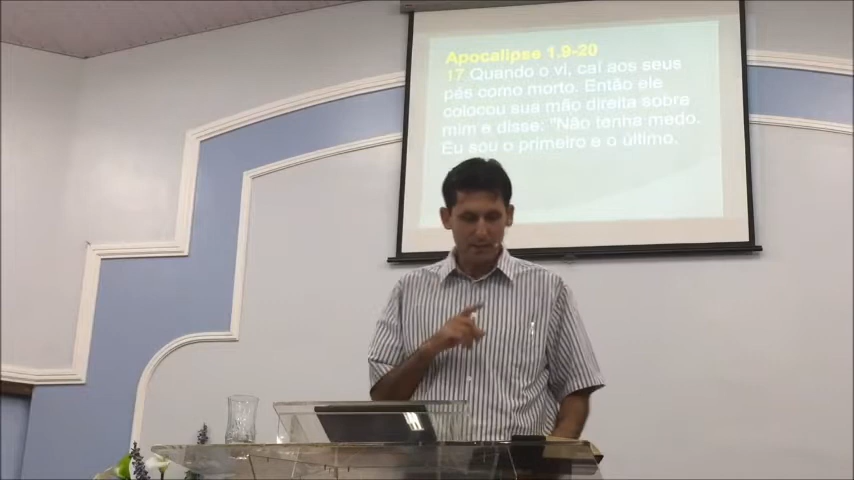 Apocalipse 1.9-20
17 Quando o vi, caí aos seus
pés como morto. Então ele
colocou sua mão direita sobre
mim e disse: "Não tenha medo.
Eu sou o primeiro e o último.